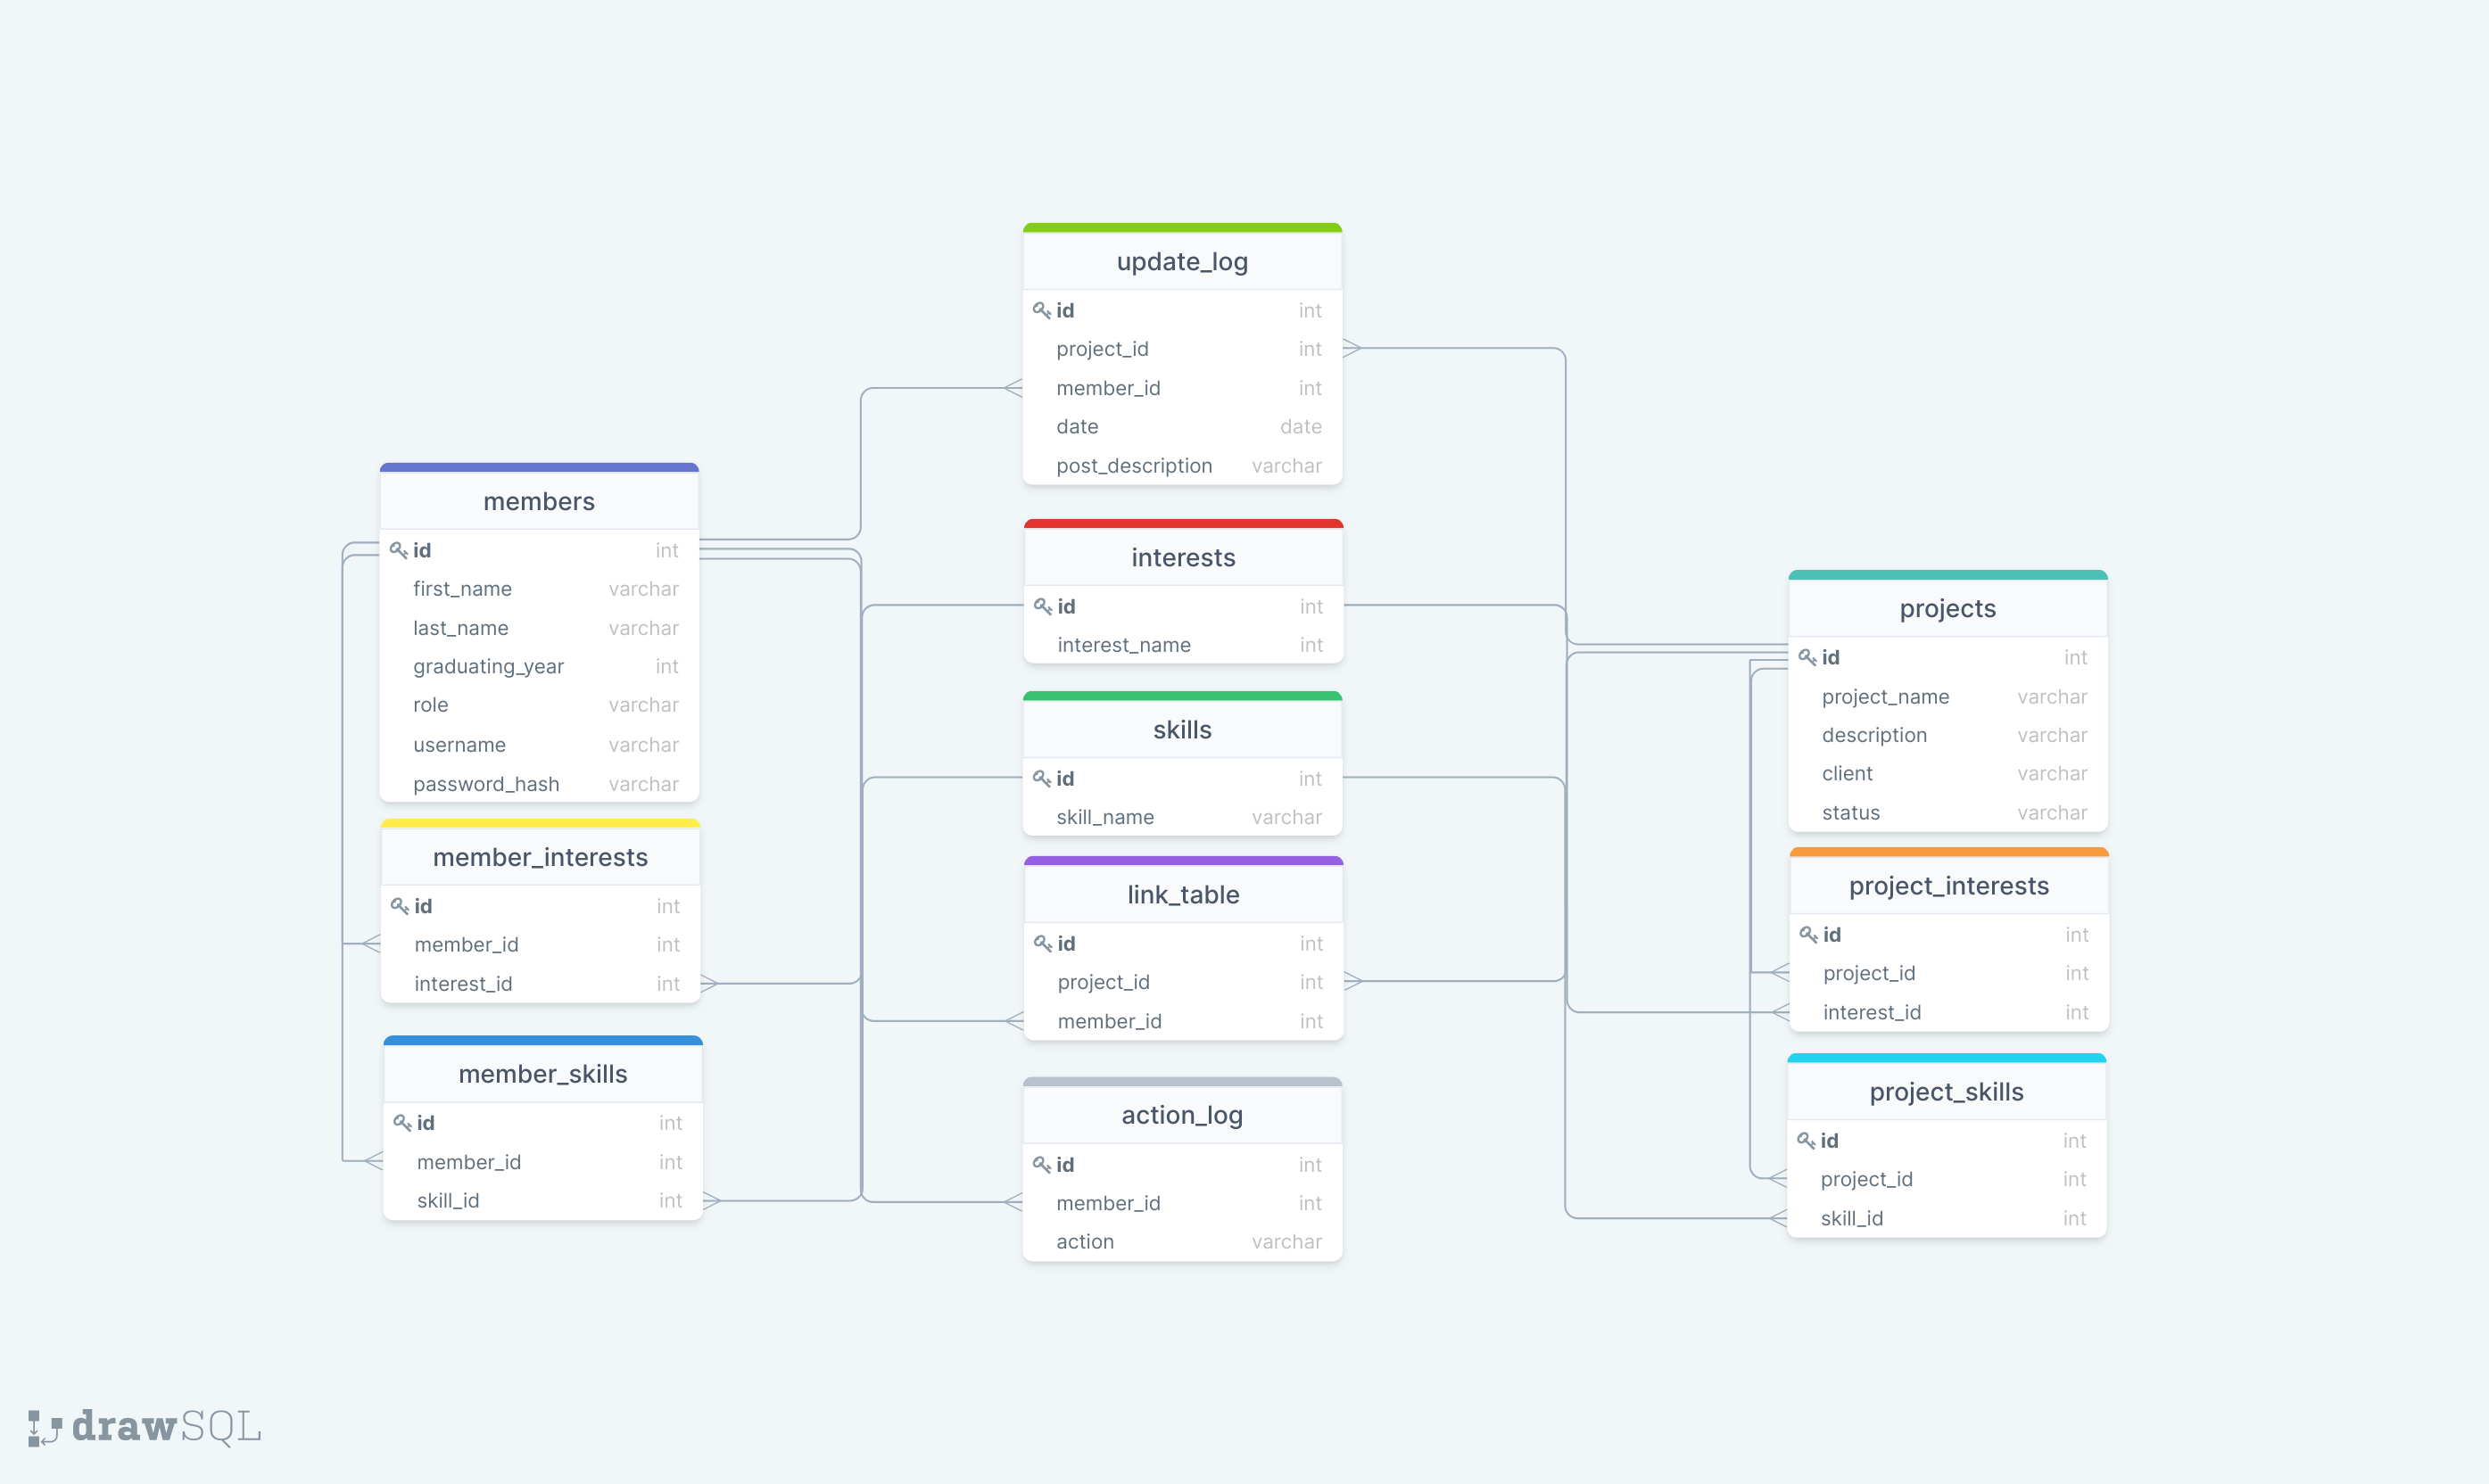 update_log
id int
project_id int
member_id int
date date
post_description varchar
members
id int
first_name varchar
last_name varchar
graduating_year int
role varchar
username varchar
password_hash varchar
interests
id int
interest_name int
projects
id int
project_name varchar
description varchar
client varchar
status varchar
skills
id int
skill_name varchar
member_interests
id int
member_id int
interest_id int
link_table
id int
project_id int
member_id int
project_interests
id int
project_id int
interest_id int
member_skills
id int
member_id int
skill_id int
action_log
id int
member_id int
action varchar
project_skills
id int
project_id int
skill_id int
drawSQL